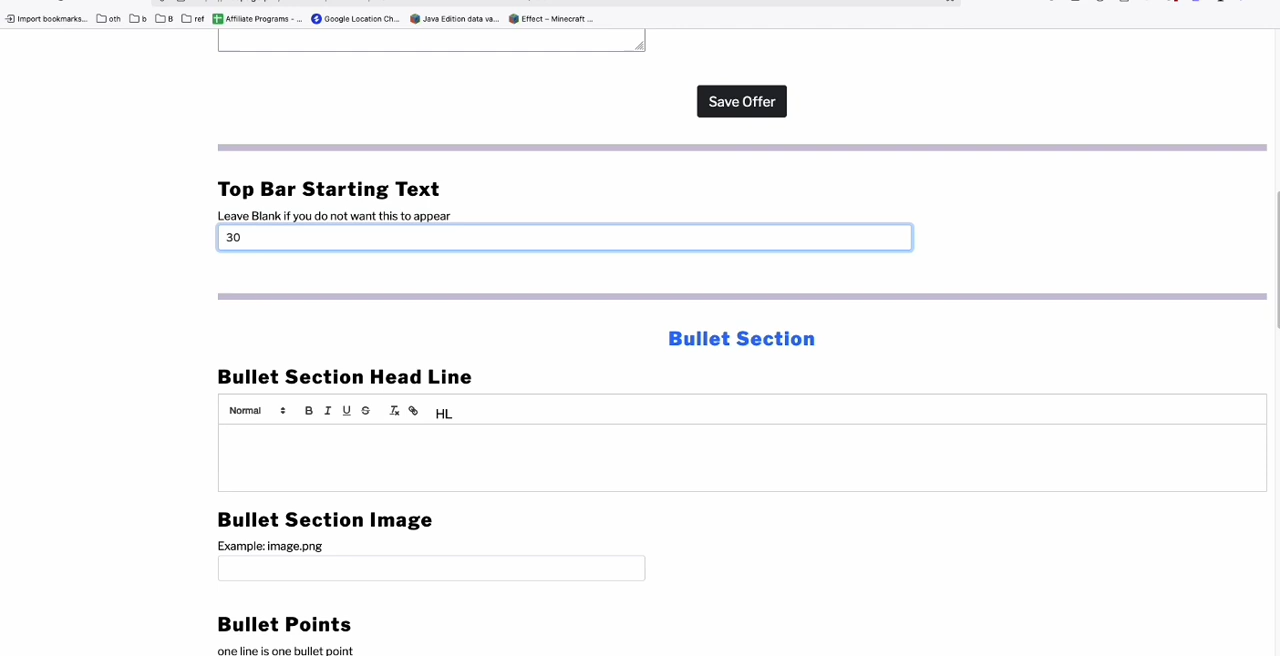 Import bookmarks... oth b B ref Affiliate Programs – ... Google Location Ch... Java Edition data va... Effect – Minecraft ...
Save Offer
Top Bar Starting Text
Leave Blank if you do not want this to appear
30
Bullet Section
Bullet Section Head Line
Normal B I U S Tx HL
Bullet Section Image
Example: image.png
Bullet Points
one line is one bullet point